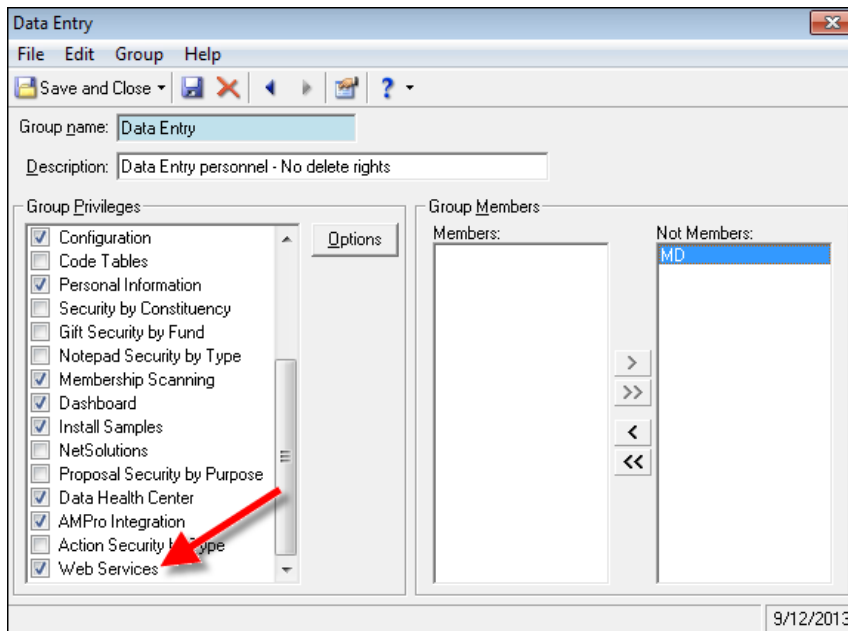 Data Entry
File Edit Group Help
Save and Close ?
Group name: Data Entry
Description: Data Entry personnel - No delete rights
Group Privileges
Configuration
Code Tables
Personal Information
Security by Constituency
Gift Security by Fund
Notepad Security by Type
Membership Scanning
Dashboard
Install Samples
NetSolutions
Proposal Security by Purpose
Data Health Center
AMPro Integration
Action Security by Type
Web Services
Options
Group Members
Members:
Not Members:
MD
>
>>
<
<<
9/12/2013